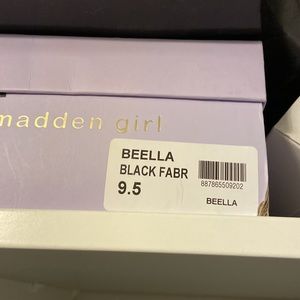 madden girl
BEELLA
BLACK FABR
9.5
887865509202
BEELLA